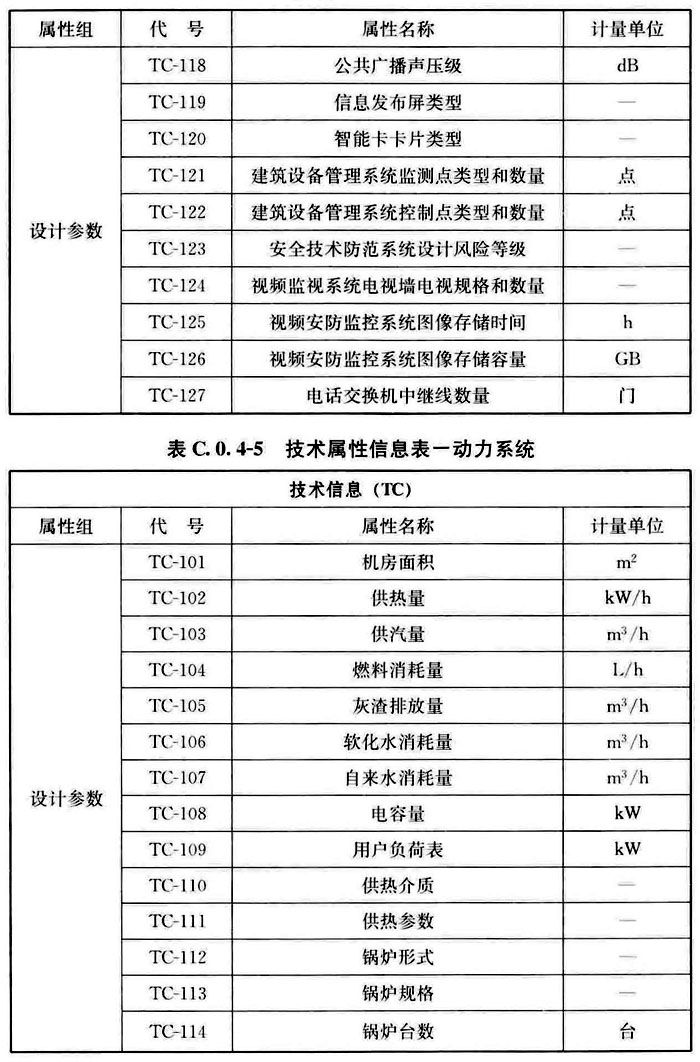 属性组 代 号 属性名称 计量单位
TC-118 公共广播声压级 dB
TC-119 信息发布屏类型 —
TC-120 智能卡卡片类型 —
TC-121 建筑设备管理系统监测点类型和数量 点
设计参数 TC-122 建筑设备管理系统控制点类型和数量 点
TC-123 安全技术防范系统设计风险等级 —
TC-124 视频监视系统电视墙电视规格和数量 —
TC-125 视频安防监控系统图像存储时间 h
TC-126 视频安防监控系统图像存储容量 GB
TC-127 电话交换机中继线数量 门
表 C. 0. 4-5 技术属性信息表—动力系统
技术信息（TC）
属性组 代 号 属性名称 计量单位
TC-101 机房面积 m²
TC-102 供热量 kW/h
TC-103 供汽量 m³/h
TC-104 燃料消耗量 L/h
TC-105 灰渣排放量 m³/h
TC-106 软化水消耗量 m³/h
TC-107 自来水消耗量 m³/h
设计参数 TC-108 电容量 kW
TC-109 用户负荷表 kW
TC-110 供热介质 —
TC-111 供热参数 —
TC-112 锅炉形式 —
TC-113 锅炉规格 —
TC-114 锅炉台数 台